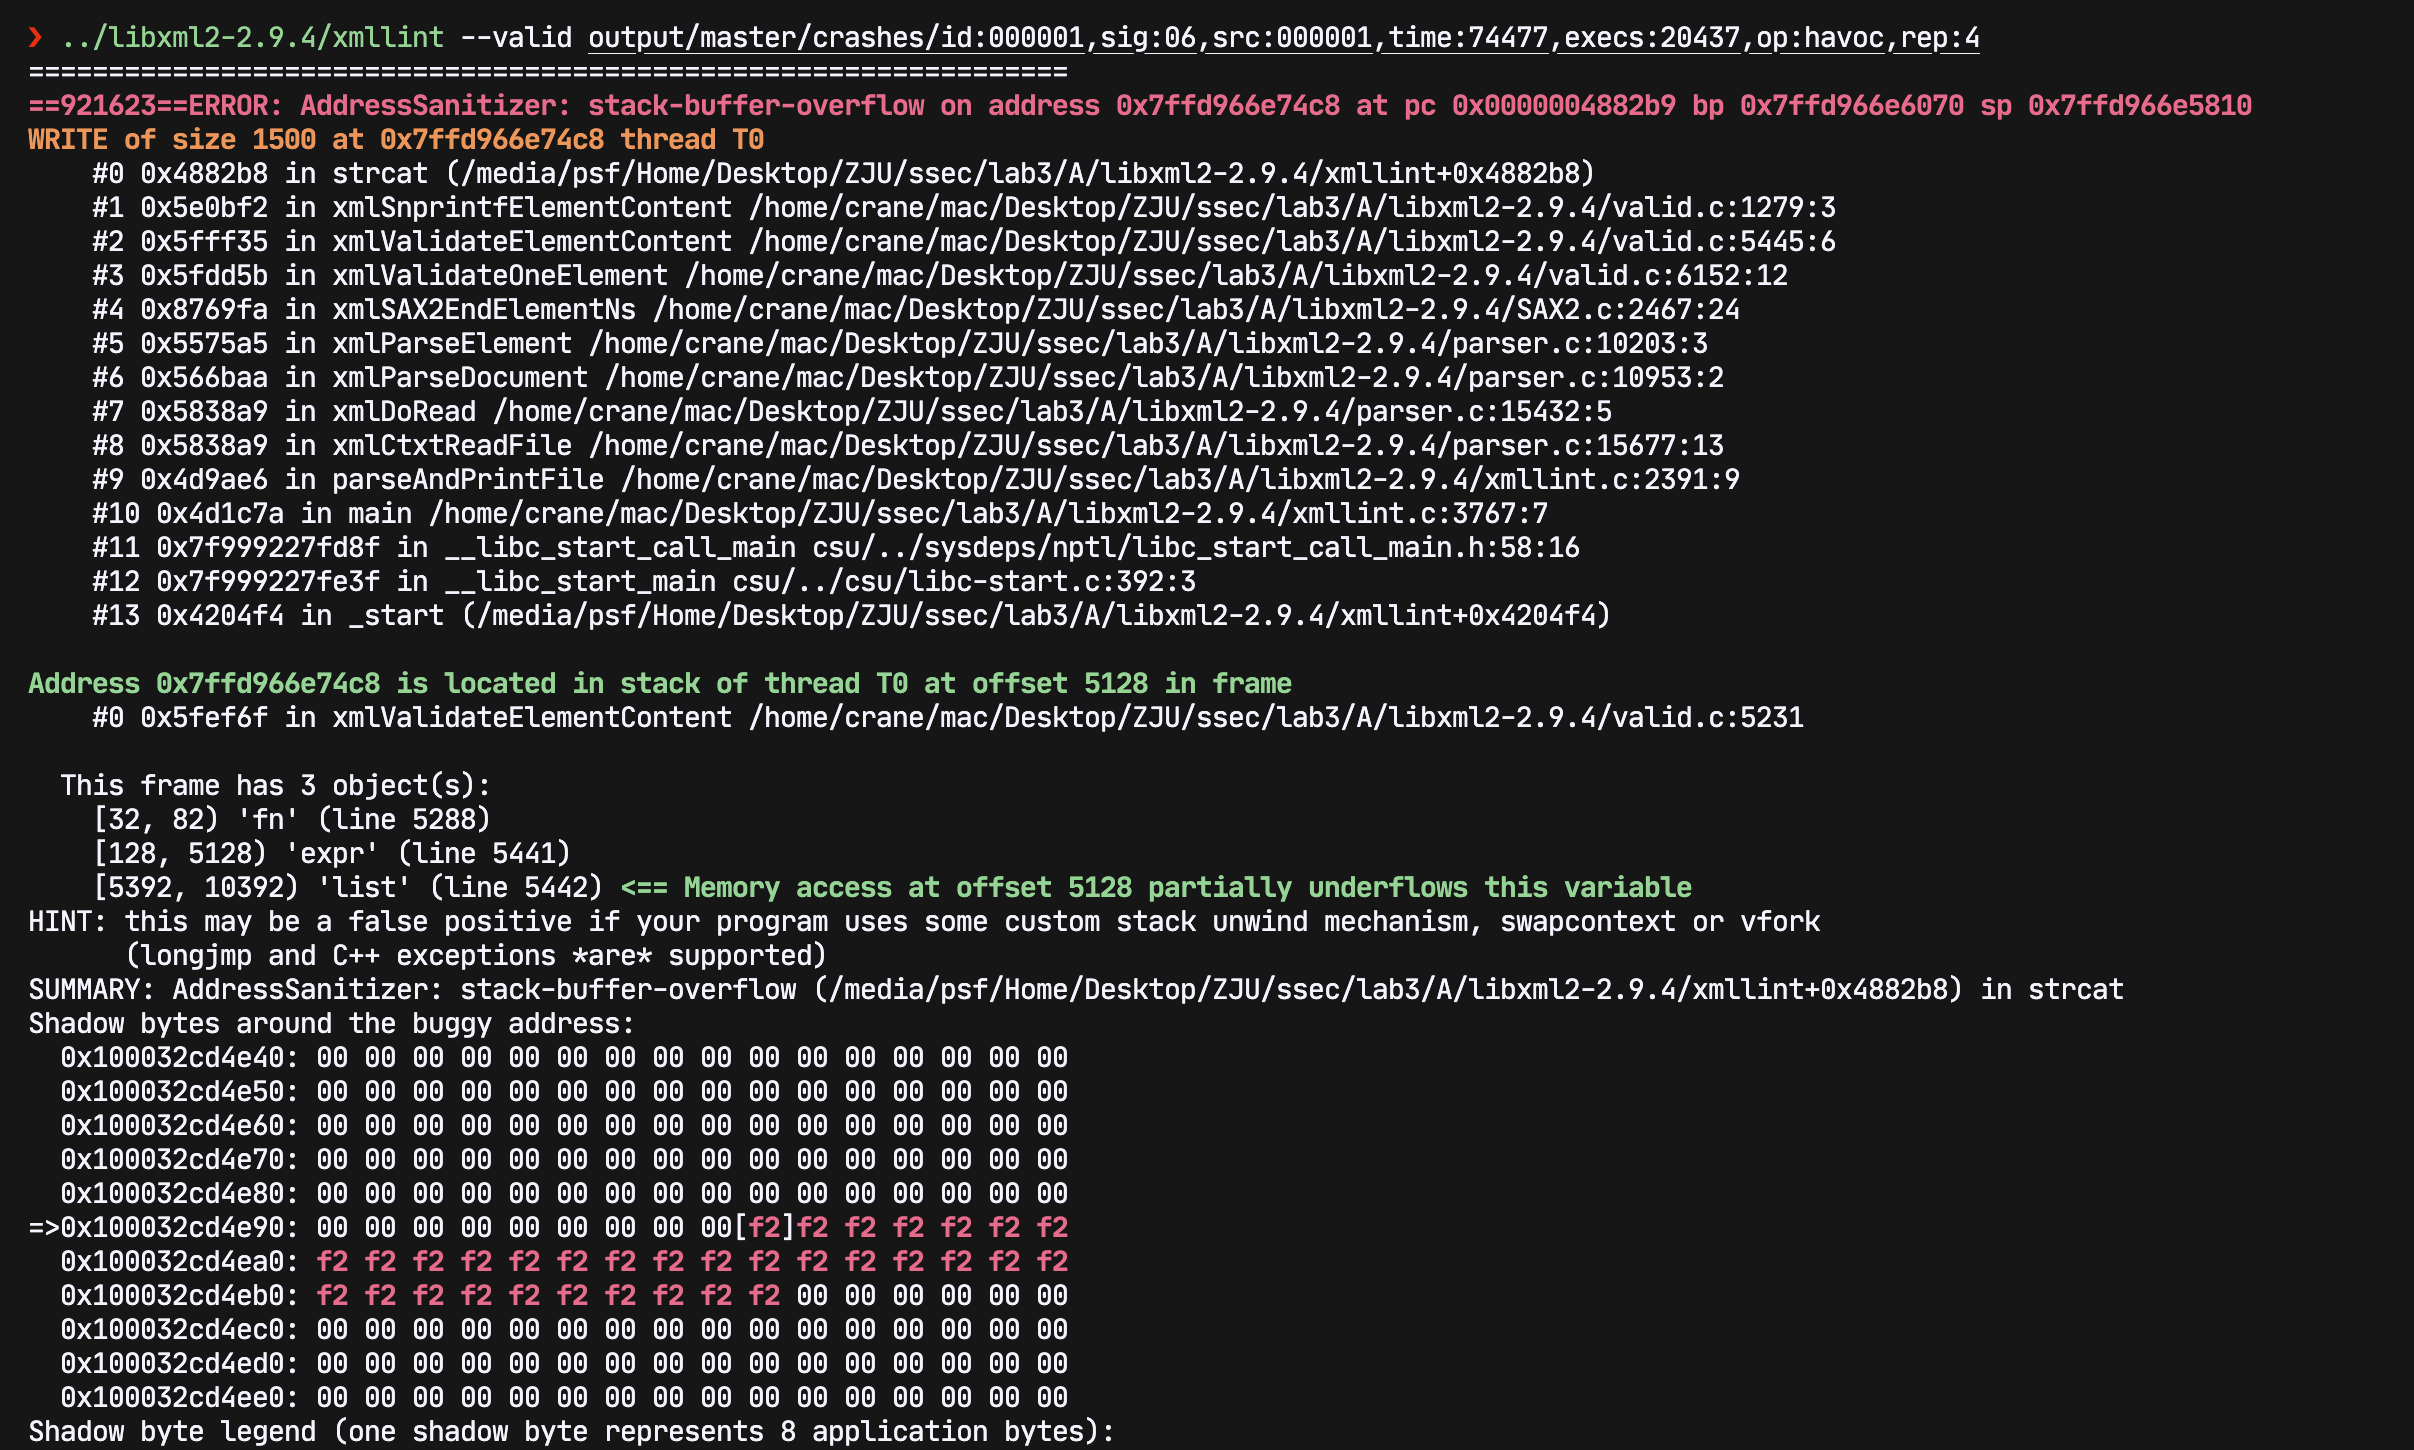 ❯ ../libxml2-2.9.4/xmllint --valid output/master/crashes/id:000001,sig:06,src:000001,time:74477,execs:20437,op:havoc,rep:4
=================================================================
==921623==ERROR: AddressSanitizer: stack-buffer-overflow on address 0x7ffd966e74c8 at pc 0x0000004882b9 bp 0x7ffd966e6070 sp 0x7ffd966e5810
WRITE of size 1500 at 0x7ffd966e74c8 thread T0
    #0 0x4882b8 in strcat (/media/psf/Home/Desktop/ZJU/ssec/lab3/A/libxml2-2.9.4/xmllint+0x4882b8)
    #1 0x5e0bf2 in xmlSnprintfElementContent /home/crane/mac/Desktop/ZJU/ssec/lab3/A/libxml2-2.9.4/valid.c:1279:3
    #2 0x5fff35 in xmlValidateElementContent /home/crane/mac/Desktop/ZJU/ssec/lab3/A/libxml2-2.9.4/valid.c:5445:6
    #3 0x5fdd5b in xmlValidateOneElement /home/crane/mac/Desktop/ZJU/ssec/lab3/A/libxml2-2.9.4/valid.c:6152:12
    #4 0x8769fa in xmlSAX2EndElementNs /home/crane/mac/Desktop/ZJU/ssec/lab3/A/libxml2-2.9.4/SAX2.c:2467:24
    #5 0x5575a5 in xmlParseElement /home/crane/mac/Desktop/ZJU/ssec/lab3/A/libxml2-2.9.4/parser.c:10203:3
    #6 0x566baa in xmlParseDocument /home/crane/mac/Desktop/ZJU/ssec/lab3/A/libxml2-2.9.4/parser.c:10953:2
    #7 0x5838a9 in xmlDoRead /home/crane/mac/Desktop/ZJU/ssec/lab3/A/libxml2-2.9.4/parser.c:15432:5
    #8 0x5838a9 in xmlCtxtReadFile /home/crane/mac/Desktop/ZJU/ssec/lab3/A/libxml2-2.9.4/parser.c:15677:13
    #9 0x4d9ae6 in parseAndPrintFile /home/crane/mac/Desktop/ZJU/ssec/lab3/A/libxml2-2.9.4/xmllint.c:2391:9
    #10 0x4d1c7a in main /home/crane/mac/Desktop/ZJU/ssec/lab3/A/libxml2-2.9.4/xmllint.c:3767:7
    #11 0x7f999227fd8f in __libc_start_call_main csu/../sysdeps/nptl/libc_start_call_main.h:58:16
    #12 0x7f999227fe3f in __libc_start_main csu/../csu/libc-start.c:392:3
    #13 0x4204f4 in _start (/media/psf/Home/Desktop/ZJU/ssec/lab3/A/libxml2-2.9.4/xmllint+0x4204f4)

Address 0x7ffd966e74c8 is located in stack of thread T0 at offset 5128 in frame
    #0 0x5fef6f in xmlValidateElementContent /home/crane/mac/Desktop/ZJU/ssec/lab3/A/libxml2-2.9.4/valid.c:5231

  This frame has 3 object(s):
    [32, 82) 'fn' (line 5288)
    [128, 5128) 'expr' (line 5441)
    [5392, 10392) 'list' (line 5442) <== Memory access at offset 5128 partially underflows this variable
HINT: this may be a false positive if your program uses some custom stack unwind mechanism, swapcontext or vfork
      (longjmp and C++ exceptions *are* supported)
SUMMARY: AddressSanitizer: stack-buffer-overflow (/media/psf/Home/Desktop/ZJU/ssec/lab3/A/libxml2-2.9.4/xmllint+0x4882b8) in strcat
Shadow bytes around the buggy address:
  0x100032cd4e40: 00 00 00 00 00 00 00 00 00 00 00 00 00 00 00 00
  0x100032cd4e50: 00 00 00 00 00 00 00 00 00 00 00 00 00 00 00 00
  0x100032cd4e60: 00 00 00 00 00 00 00 00 00 00 00 00 00 00 00 00
  0x100032cd4e70: 00 00 00 00 00 00 00 00 00 00 00 00 00 00 00 00
  0x100032cd4e80: 00 00 00 00 00 00 00 00 00 00 00 00 00 00 00 00
=>0x100032cd4e90: 00 00 00 00 00 00 00 00 00[f2]f2 f2 f2 f2 f2 f2
  0x100032cd4ea0: f2 f2 f2 f2 f2 f2 f2 f2 f2 f2 f2 f2 f2 f2 f2 f2
  0x100032cd4eb0: f2 f2 f2 f2 f2 f2 f2 f2 f2 f2 00 00 00 00 00 00
  0x100032cd4ec0: 00 00 00 00 00 00 00 00 00 00 00 00 00 00 00 00
  0x100032cd4ed0: 00 00 00 00 00 00 00 00 00 00 00 00 00 00 00 00
  0x100032cd4ee0: 00 00 00 00 00 00 00 00 00 00 00 00 00 00 00 00
Shadow byte legend (one shadow byte represents 8 application bytes):